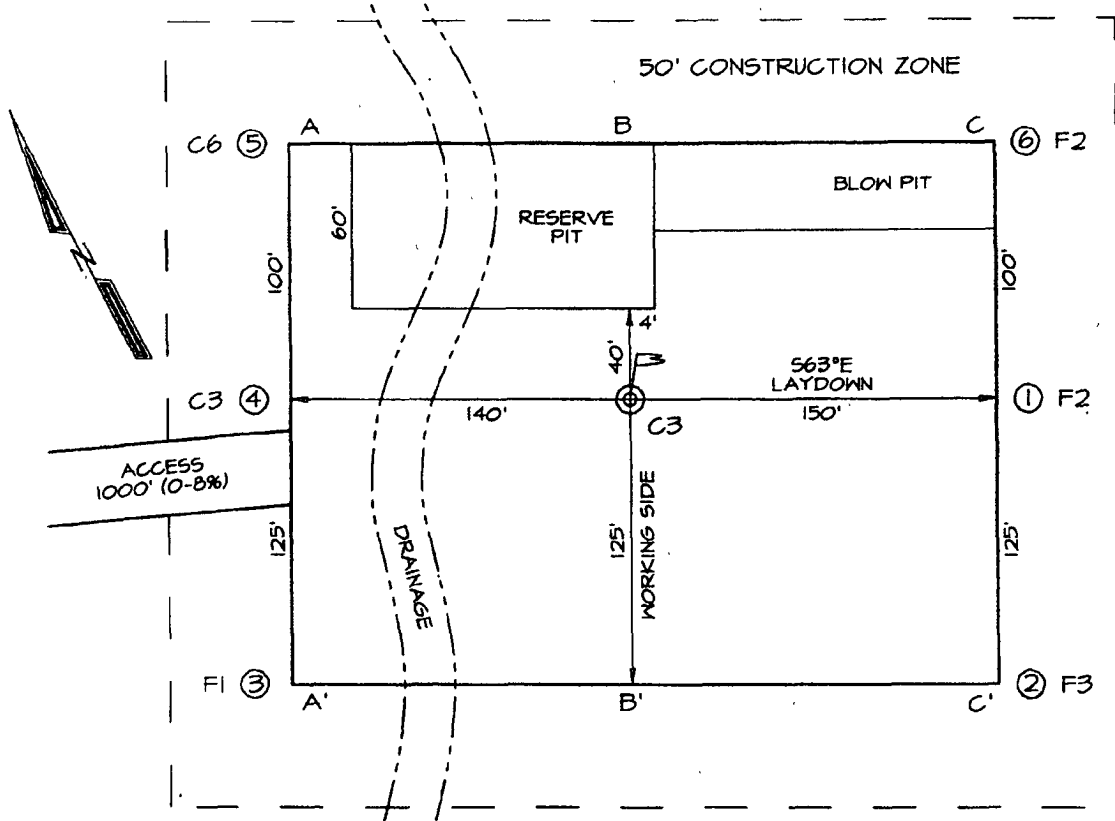 50' CONSTRUCTION ZONE
A
B
C
C6 ⑤
⑥ F2
BLOW PIT
RESERVE
PIT
60'
100'
100'
4'
40'
S63°E
LAYDOWN
C3 ④
140'
150'
① F2
C3
ACCESS
1000' (0-8%)
125'
DRAINAGE
125'
WORKING SIDE
125'
F1 ③
② F3
A'
B'
C'